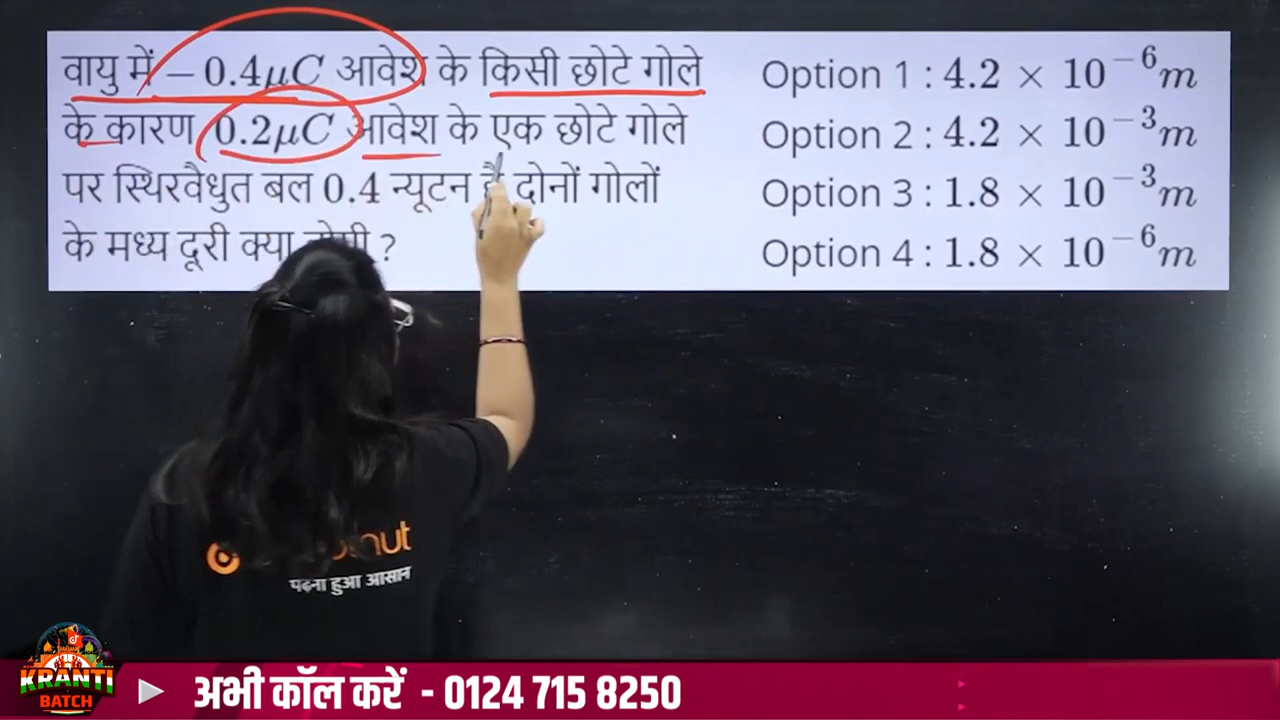 वायु में − 0.4μC आवेश के किसी छोटे गोले
के कारण 0.2μC आवेश के एक छोटे गोले
पर स्थिरवैधुत बल 0.4 न्यूटन है दोनों गोलों
के मध्य दूरी क्या ?
Option 1 : 4.2 × 10⁻⁶m
Option 2 : 4.2 × 10⁻³m
Option 3 : 1.8 × 10⁻³m
Option 4 : 1.8 × 10⁻⁶m
पढ़ना हुआ आसान
KRANTI
BATCH
अभी कॉल करें - 0124 715 8250